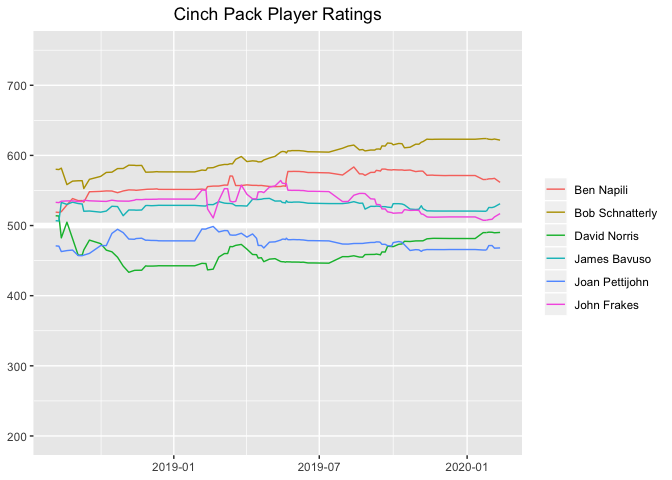 Cinch Pack Player Ratings
700
600
500
400
300
200
2019-01
2019-07
2020-01
Ben Napili
Bob Schnatterly
David Norris
James Bavuso
Joan Pettijohn
John Frakes